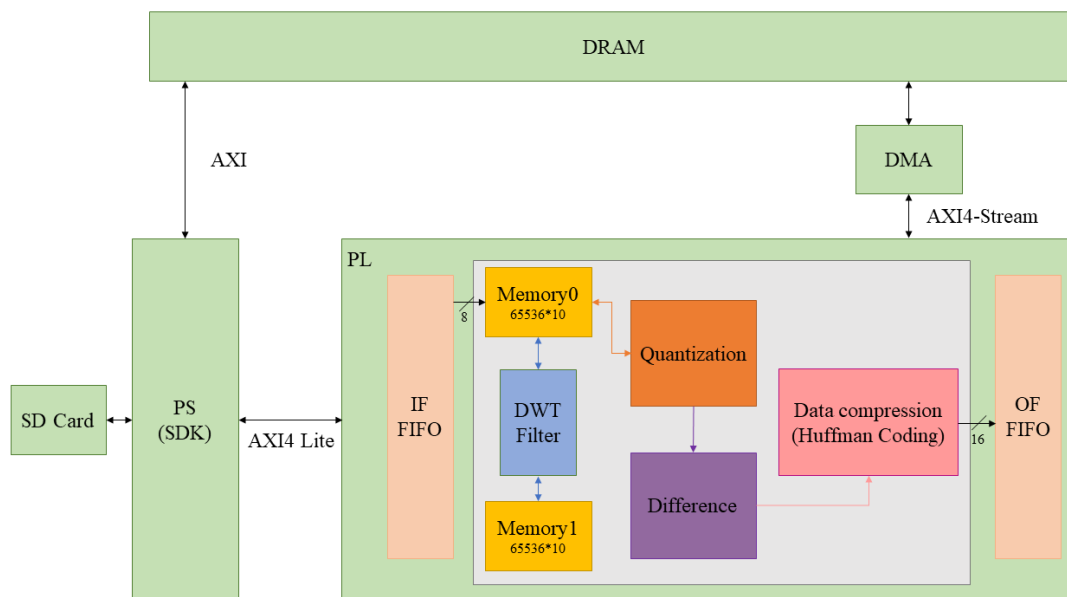 DRAM
AXI
DMA
AXI4-Stream
PL
Memory0
65536*10
8
Quantization
SD Card
PS
(SDK)
AXI4 Lite
IF
FIFO
DWT
Filter
Data compression
(Huffman Coding)
16
OF
FIFO
Difference
Memory1
65536*10